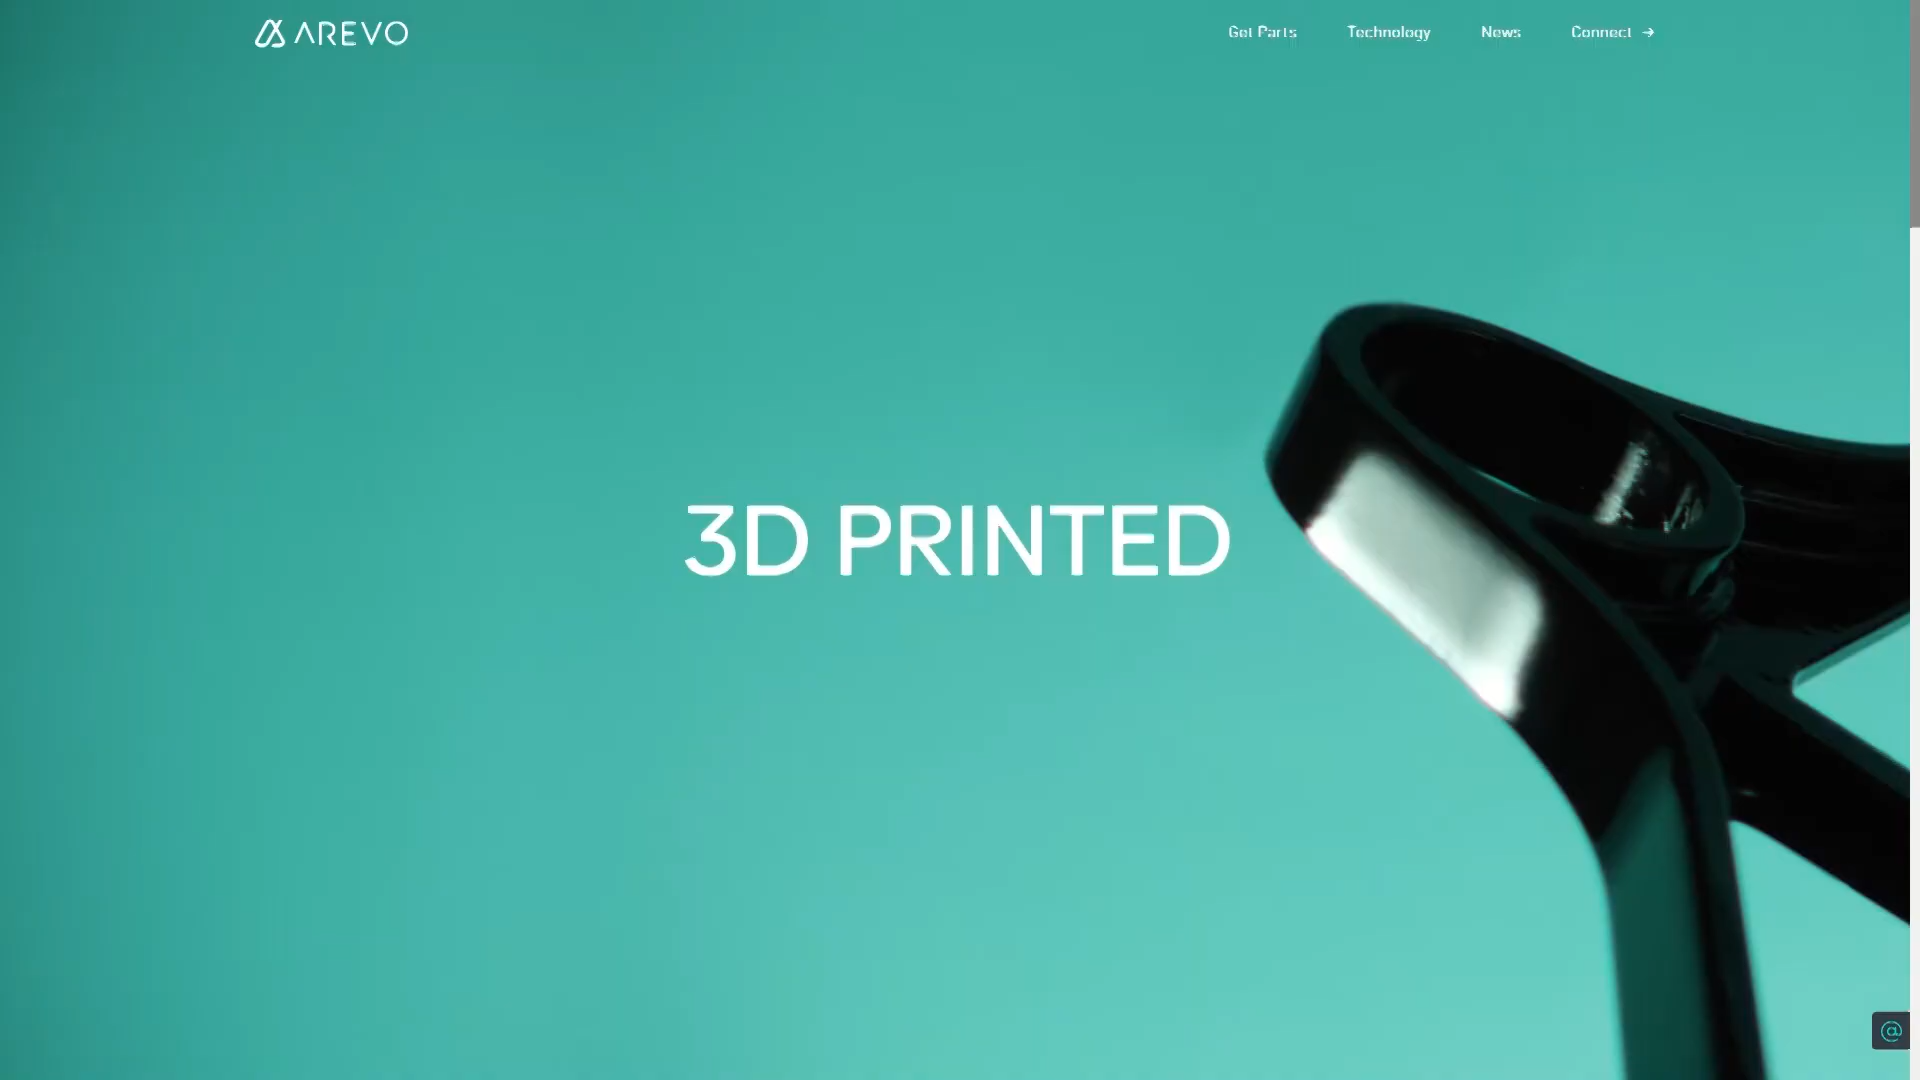 AREVO
Get Parts
Technology
News
Connect →
3D PRINTED
@